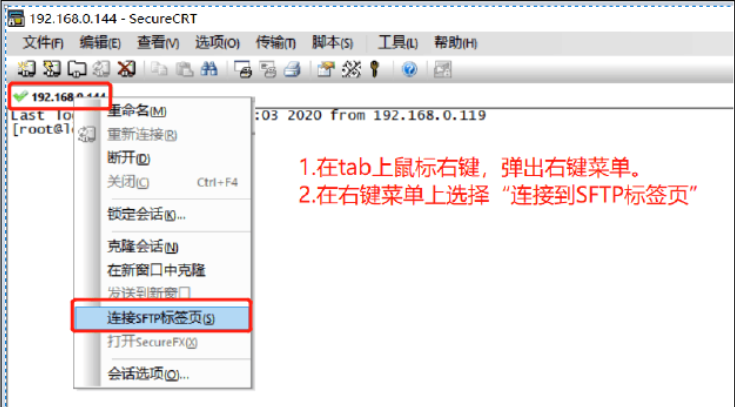 192.168.0.144 - SecureCRT
文件(F) 编辑(E) 查看(V) 选项(O) 传输(T) 脚本(S) 工具(L) 帮助(H)
192.168.0.144
Last :03 2020 from 192.168.0.119
[root@l
重命名(M)
重新连接(R)
断开(D)
关闭(C) Ctrl+F4
锁定会话(K)...
克隆会话(N)
在新窗口中克隆
发送到新窗口
连接SFTP标签页(S)
打开SecureFX(X)
会话选项(O)...
1.在tab上鼠标右键，弹出右键菜单。
2.在右键菜单上选择“连接到SFTP标签页”